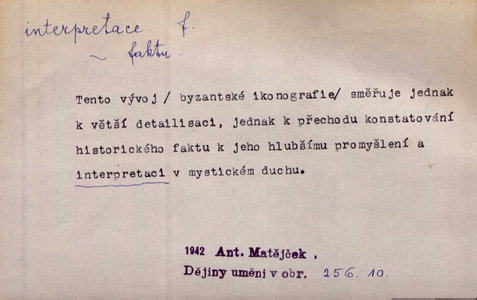 interpretace f.
~ faktu
Tento vývoj / byzantské ikonografie/ směřuje jednak
k větší detailisaci, jednak k přechodu konstatování
historického faktu k jeho hlubšímu promyšlení a
interpretaci v mystickém duchu.
1942 Ant. Matějček ,
Dějiny umění v obr. 256. 10.